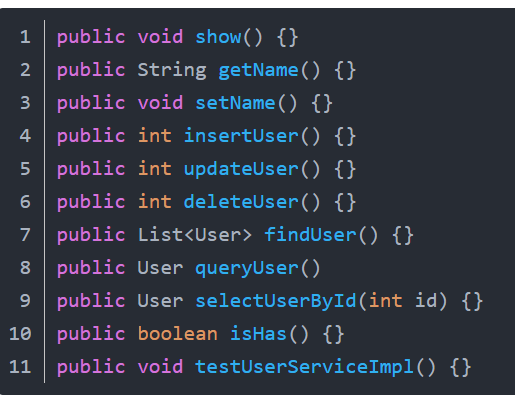 1 public void show() {}
2 public String getName() {}
3 public void setName() {}
4 public int insertUser() {}
5 public int updateUser() {}
6 public int deleteUser() {}
7 public List<User> findUser() {}
8 public User queryUser()
9 public User selectUserById(int id) {}
10 public boolean isHas() {}
11 public void testUserServiceImpl() {}